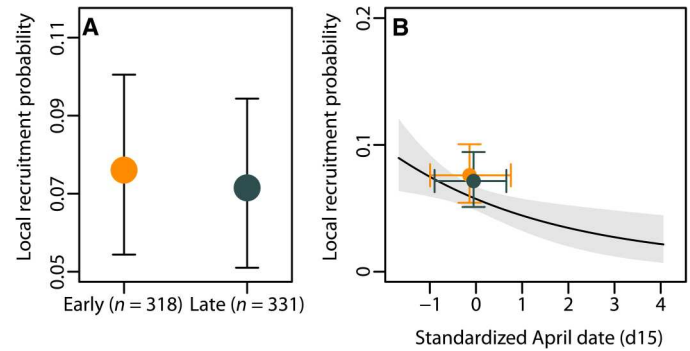 A
Local recruitment probability
0.11
0.09
0.07
0.05
Early (n = 318) Late (n = 331)
B
Local recruitment probability
0.2
0.1
0
−1 0 1 2 3 4
Standardized April date (d15)